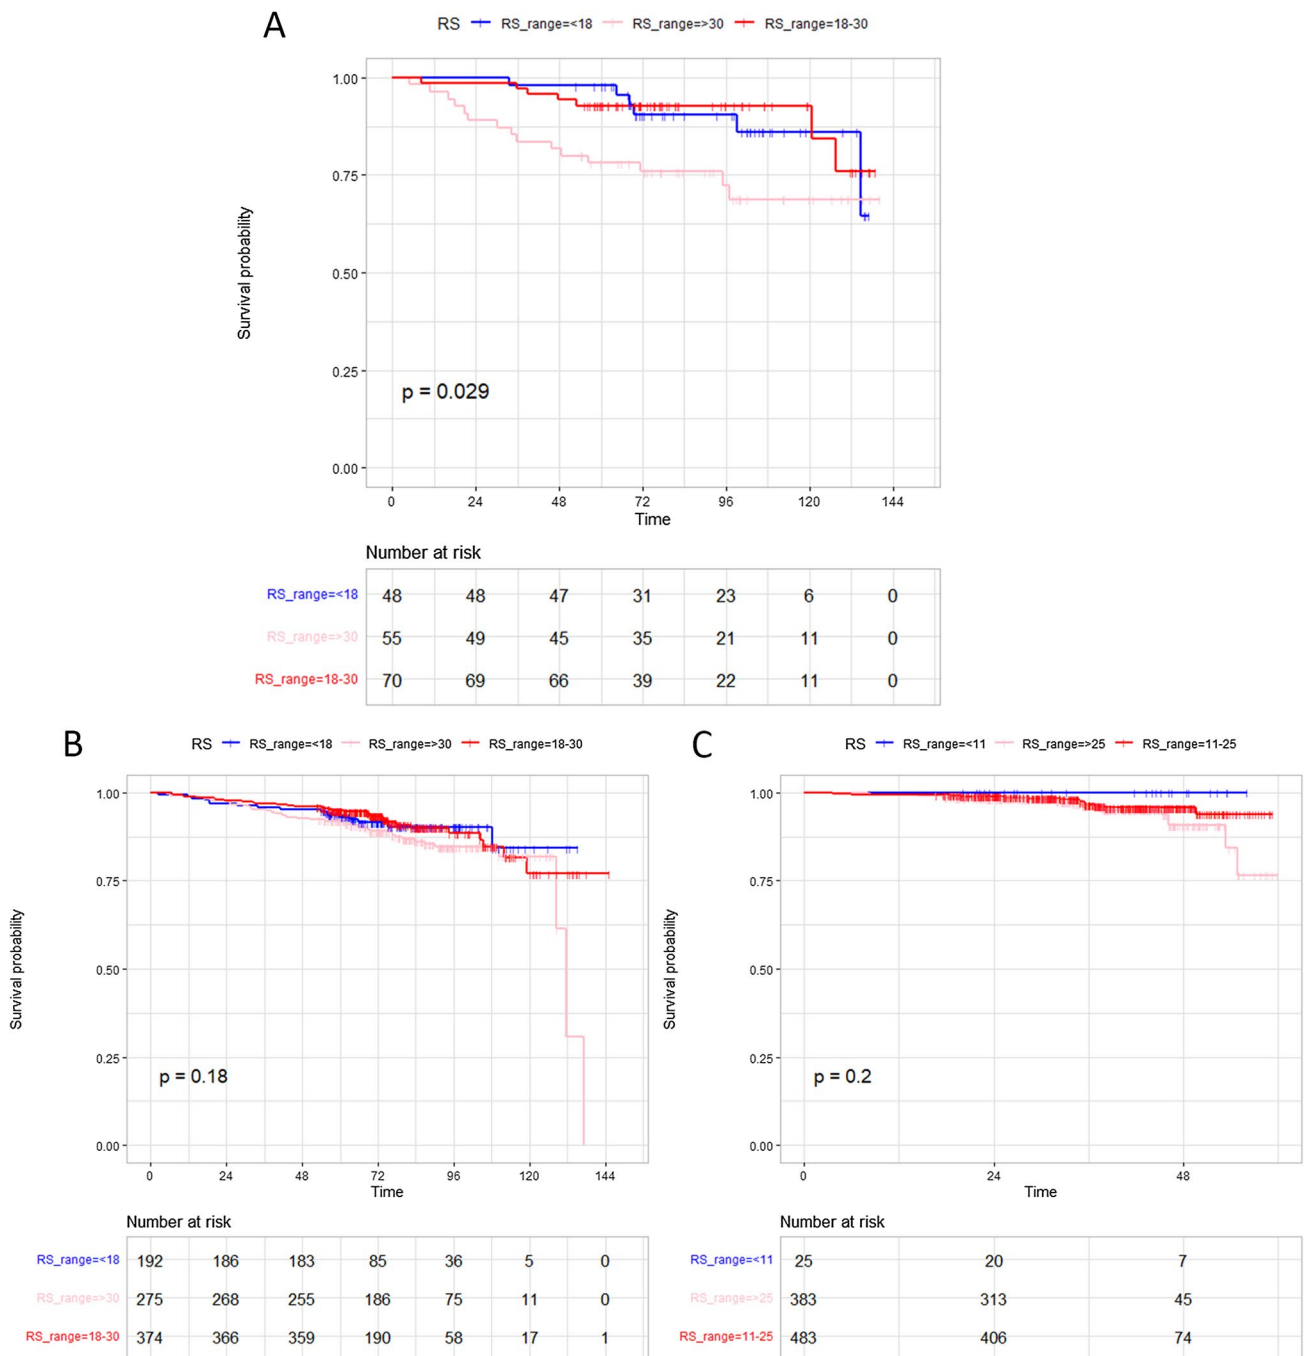 A
RS RS_range=<18 RS_range=>30 RS_range=18-30
1.00
0.75
0.50
0.25
0.00
Survival probability
p = 0.029
0 24 48 72 96 120 144
Time
Number at risk
RS_range=<18 48 48 47 31 23 6 0
RS_range=>30 55 49 45 35 21 11 0
RS_range=18-30 70 69 66 39 22 11 0
B
RS RS_range=<18 RS_range=>30 RS_range=18-30
1.00
0.75
0.50
0.25
0.00
Survival probability
p = 0.18
0 24 48 72 96 120 144
Time
Number at risk
RS_range=<18 192 186 183 85 36 5 0
RS_range=>30 275 268 255 186 75 11 0
RS_range=18-30 374 366 359 190 58 17 1
C
RS RS_range=<11 RS_range=>25 RS_range=11-25
1.00
0.75
0.50
0.25
0.00
Survival probability
p = 0.2
0 24 48
Time
Number at risk
RS_range=<11 25 20 7
RS_range=>25 383 313 45
RS_range=11-25 483 406 74